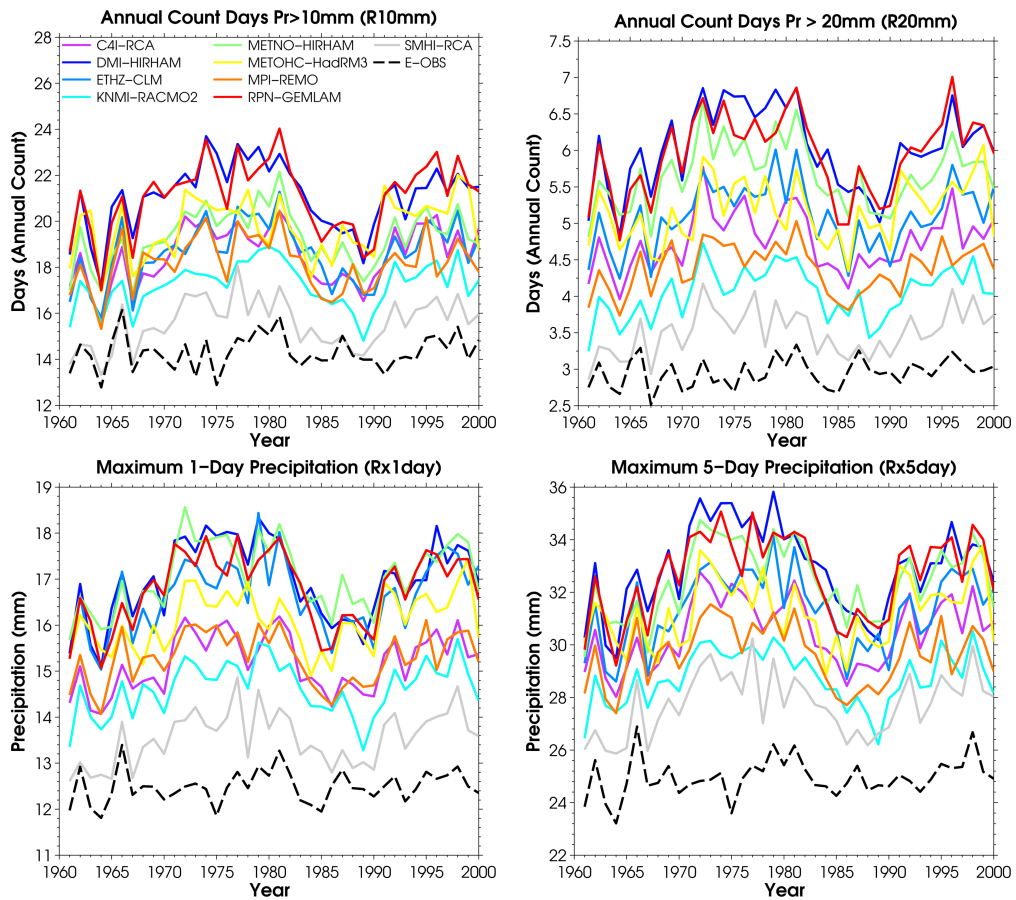 Annual Count Days Pr>10mm (R10mm)
Days (Annual Count)
28
26
24
22
20
18
16
14
12
C4I-RCA
DMI-HIRHAM
ETHZ-CLM
KNMI-RACMO2
METNO-HIRHAM
METOHC-HadRM3
MPI-REMO
RPN-GEMLAM
SMHI-RCA
E-OBS
1960 1965 1970 1975 1980 1985 1990 1995 2000
Year
Annual Count Days Pr > 20mm (R20mm)
Days (Annual Count)
7.5
7
6.5
6
5.5
5
4.5
4
3.5
3
2.5
1960 1965 1970 1975 1980 1985 1990 1995 2000
Year
Maximum 1-Day Precipitation (Rx1day)
Precipitation (mm)
19
18
17
16
15
14
13
12
11
1960 1965 1970 1975 1980 1985 1990 1995 2000
Year
Maximum 5-Day Precipitation (Rx5day)
Precipitation (mm)
36
34
32
30
28
26
24
22
1960 1965 1970 1975 1980 1985 1990 1995 2000
Year